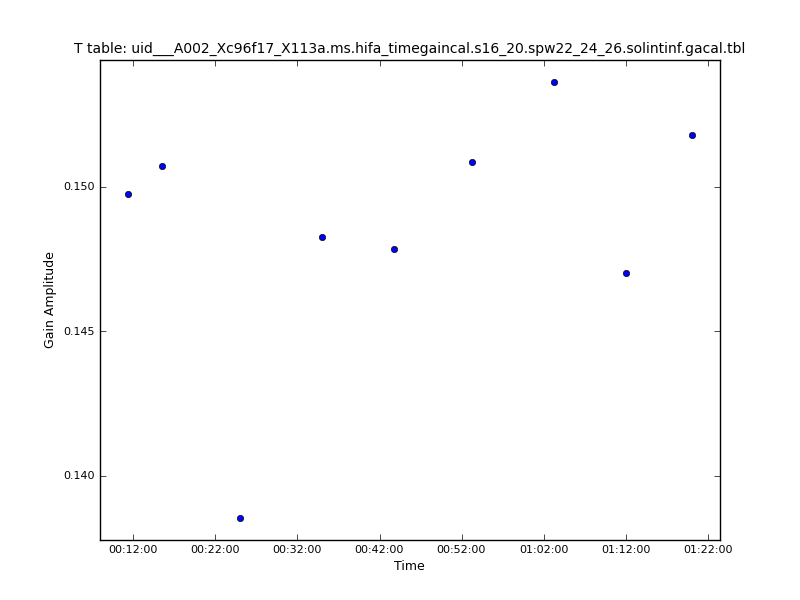 T table: uid___A002_Xc96f17_X113a.ms.hifa_timegaincal.s16_20.spw22_24_26.solintinf.gacal.tbl
0.150
0.145
0.140
Gain Amplitude
00:12:00 00:22:00 00:32:00 00:42:00 00:52:00 01:02:00 01:12:00 01:22:00
Time